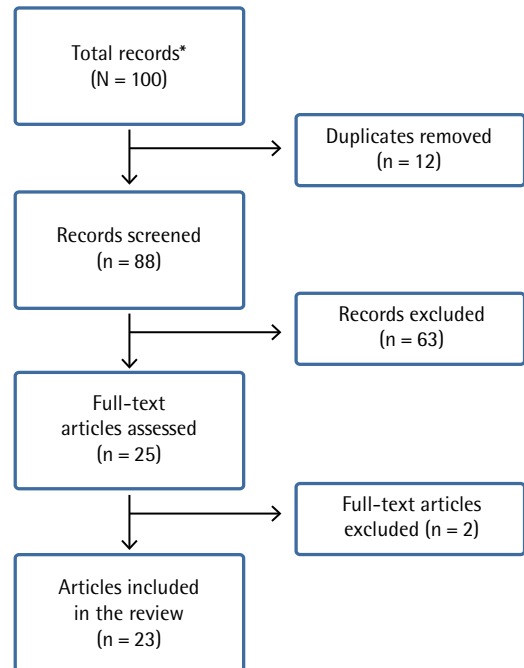 Total records*
(N = 100)
Duplicates removed
(n = 12)
Records screened
(n = 88)
Records excluded
(n = 63)
Full-text
articles assessed
(n = 25)
Full-text articles
excluded (n = 2)
Articles included
in the review
(n = 23)